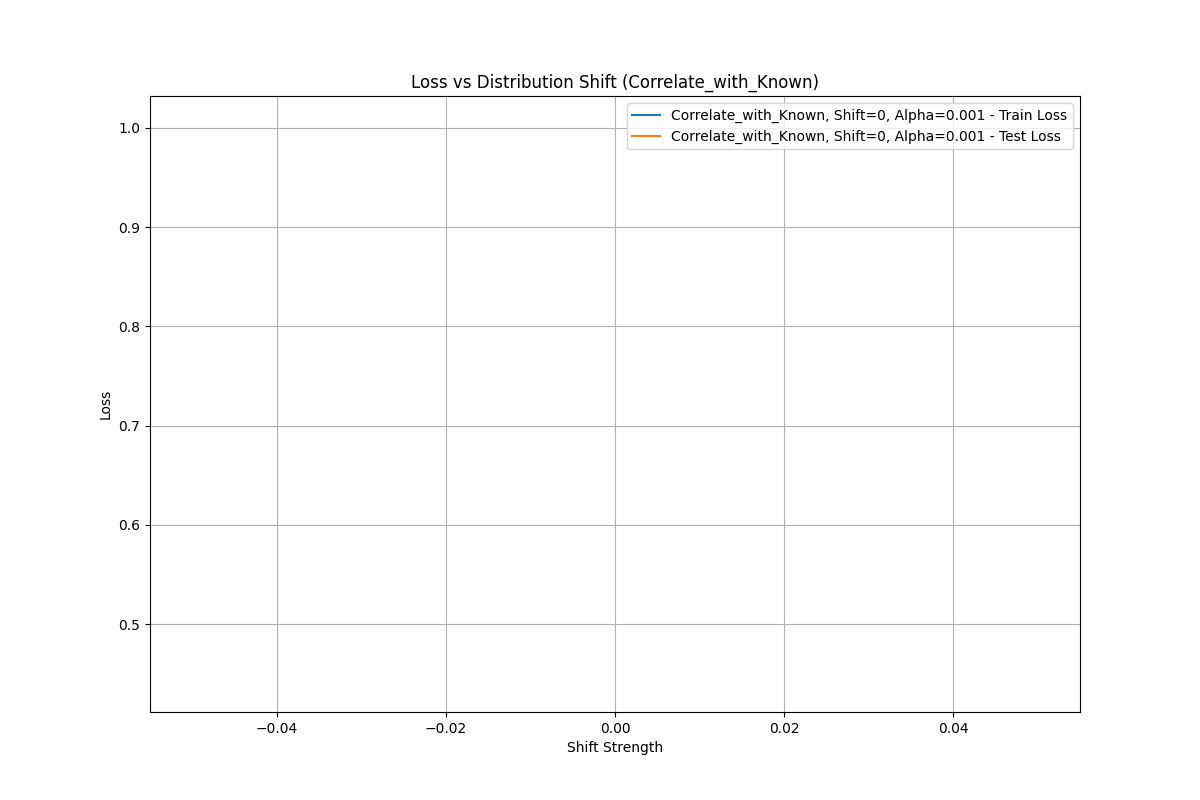 Loss vs Distribution Shift (Correlate_with_Known)
Correlate_with_Known, Shift=0, Alpha=0.001 - Train Loss
Correlate_with_Known, Shift=0, Alpha=0.001 - Test Loss
1.0
0.9
0.8
0.7
0.6
0.5
Loss
−0.04
−0.02
0.00
0.02
0.04
Shift Strength